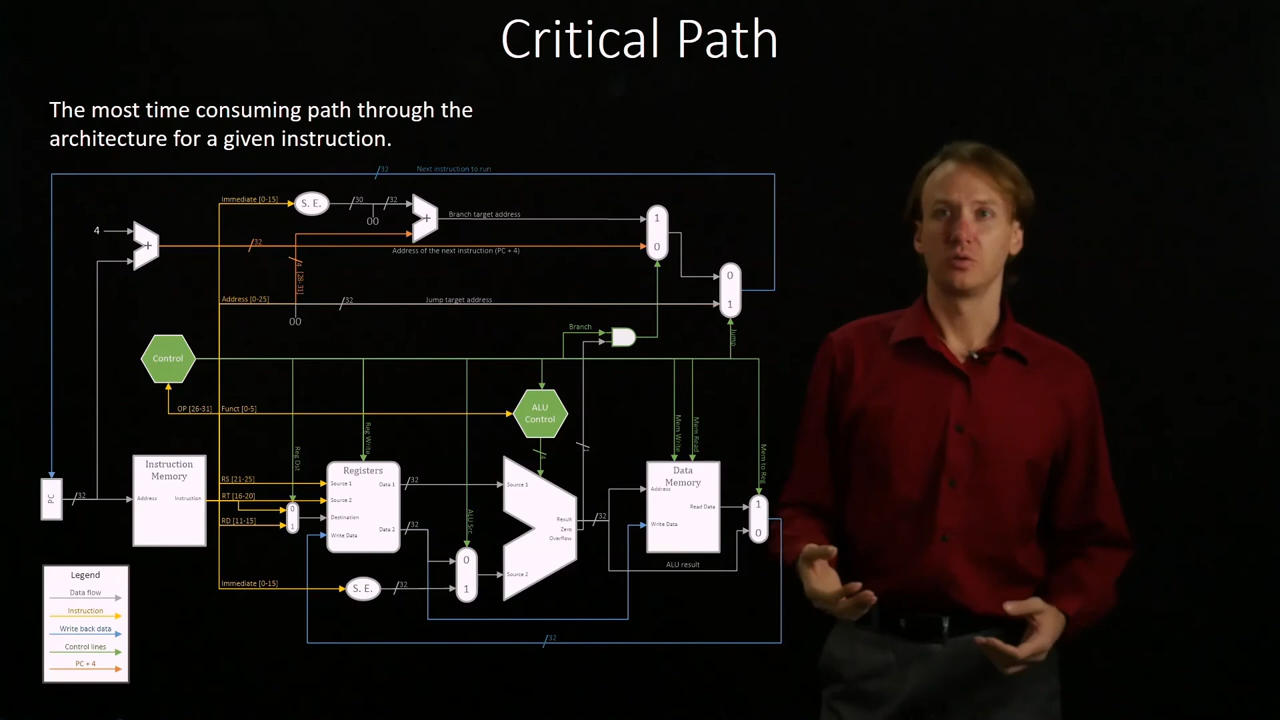 Critical Path
The most time consuming path through the
architecture for a given instruction.
32 Next instruction to run
Immediate [0-15] S. E. 30 32
00
4
+
+
Branch target address
1
0
32
Address of the next instruction (PC + 4)
4 [28-31]
0
1
Address [0-25] 32 Jump target address
00
Branch
Jump
Control
OP [26-31] Funct [0-5]
ALU
Control
Reg Dst
Reg Write
ALU Src
Mem Write
Mem Read
Mem to Reg
4
Instruction
Memory
Address
Instruction
PC
32
RS [21-25]
RT [16-20]
RD [11-15]
0
1
Registers
Source 1
Source 2
Destination
Write Data
Data 1
Data 2
32
32
Source 1
Source 2
Result
Zero
Overflow
32
Data
Memory
Address
Read Data
Write Data
1
0
ALU result
0
1
Immediate [0-15] S. E. 32
32
Legend
Data flow
Instruction
Write back data
Control lines
PC + 4